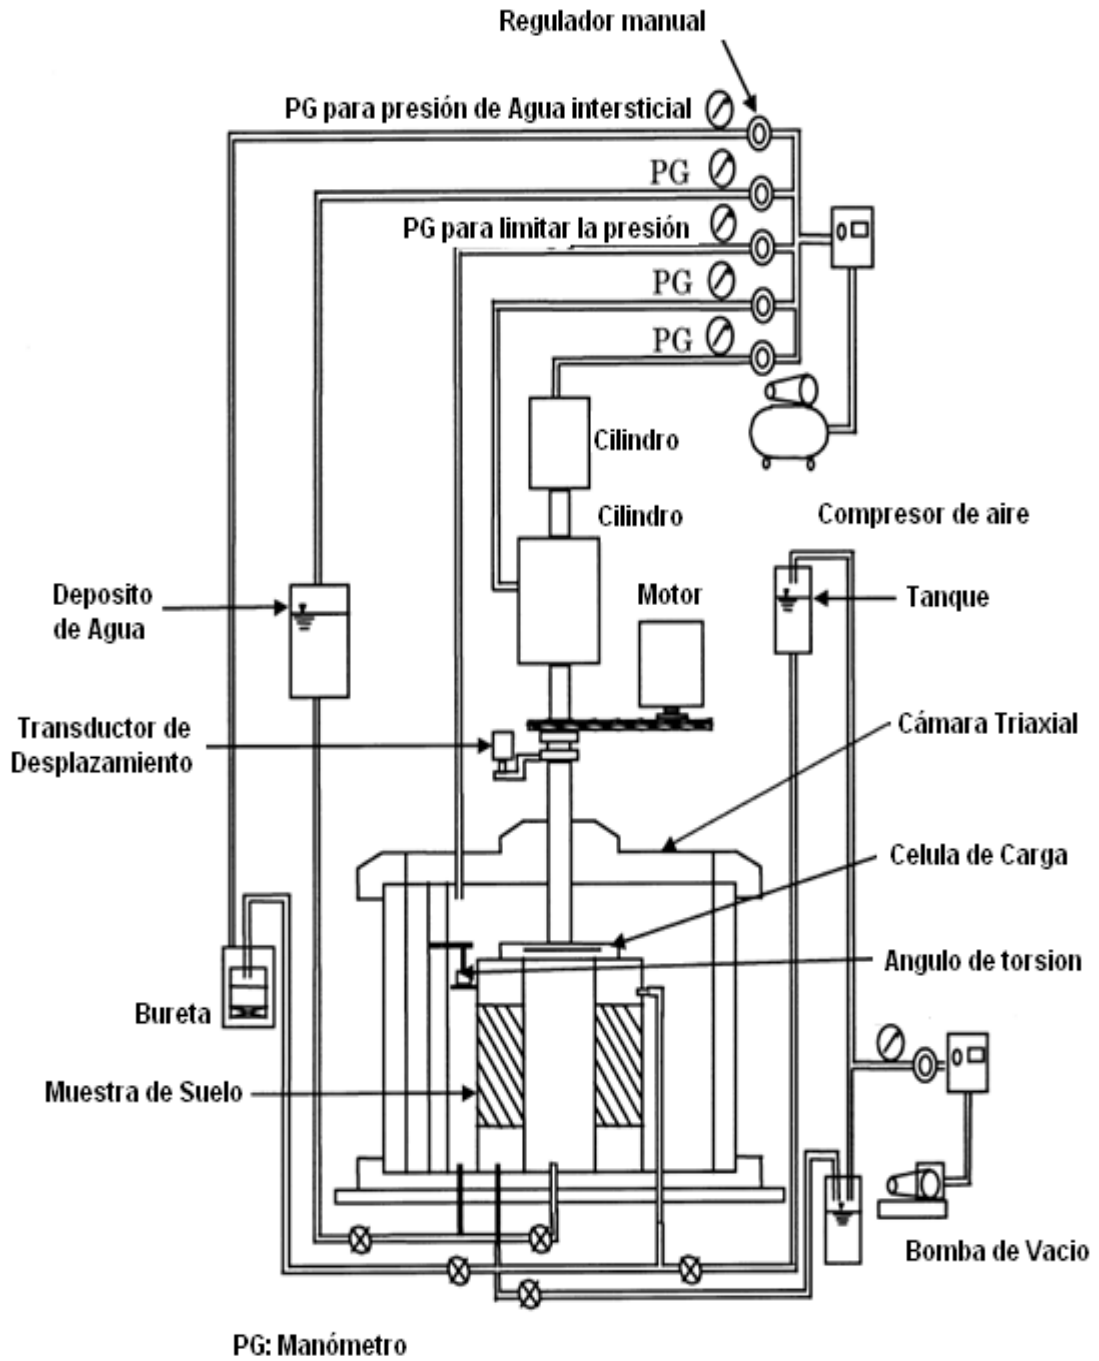 Regulador manual
PG para presión de Agua intersticial
PG
PG para limitar la presión
PG
PG
Cilindro
Cilindro
Compresor de aire
Deposito
de Agua
Motor
Tanque
Transductor de
Desplazamiento
Cámara Triaxial
Celula de Carga
Angulo de torsion
Bureta
Muestra de Suelo
Bomba de Vacio
PG: Manómetro